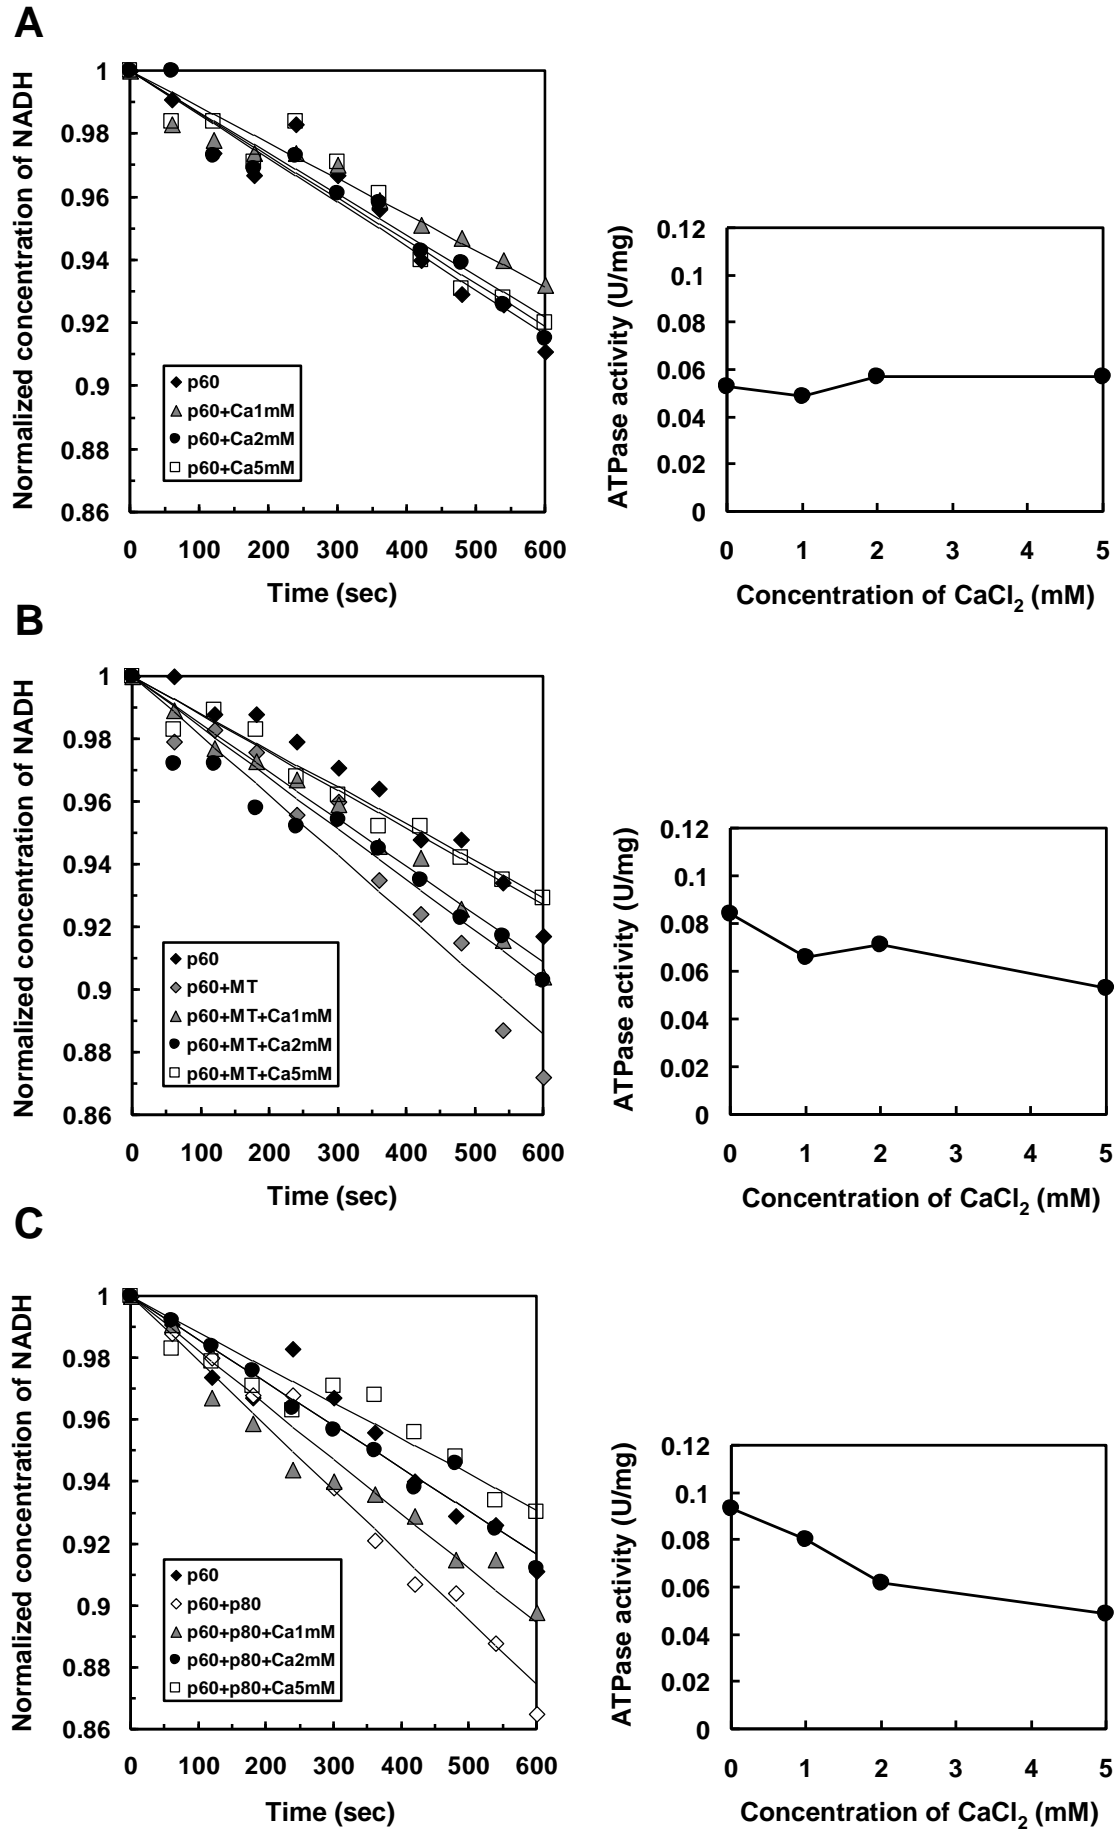 A
Normalized concentration of NADH
1
0.98
0.96
0.94
0.92
0.9
0.88
0.86
p60
p60+Ca1mM
p60+Ca2mM
p60+Ca5mM
0 100 200 300 400 500 600
Time (sec)
ATPase activity (U/mg)
0.12
0.1
0.08
0.06
0.04
0.02
0
0 1 2 3 4 5
Concentration of CaCl2 (mM)
B
Normalized concentration of NADH
1
0.98
0.96
0.94
0.92
0.9
0.88
0.86
p60
p60+MT
p60+MT+Ca1mM
p60+MT+Ca2mM
p60+MT+Ca5mM
0 100 200 300 400 500 600
Time (sec)
ATPase activity (U/mg)
0.12
0.1
0.08
0.06
0.04
0.02
0
0 1 2 3 4 5
Concentration of CaCl2 (mM)
C
Normalized concentration of NADH
1
0.98
0.96
0.94
0.92
0.9
0.88
0.86
p60
p60+p80
p60+p80+Ca1mM
p60+p80+Ca2mM
p60+p80+Ca5mM
0 100 200 300 400 500 600
Time (sec)
ATPase activity (U/mg)
0.12
0.1
0.08
0.06
0.04
0.02
0
0 1 2 3 4 5
Concentration of CaCl2 (mM)